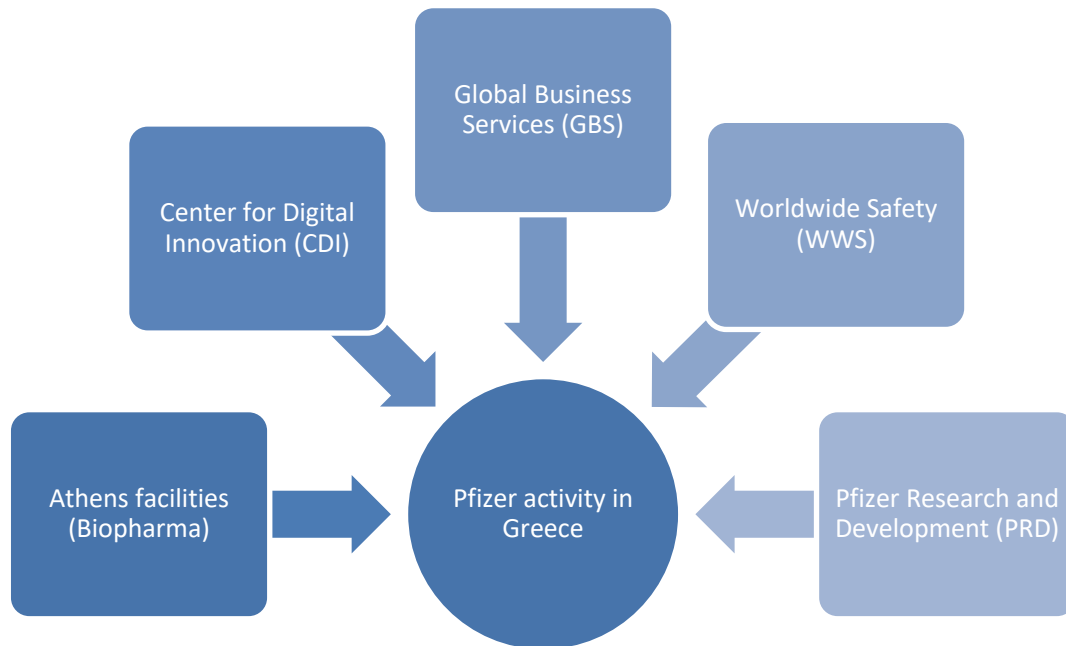 Global Business
Services (GBS)
Center for Digital
Innovation (CDI)
Worldwide Safety
(WWS)
Athens facilities
(Biopharma)
Pfizer activity in
Greece
Pfizer Research and
Development (PRD)